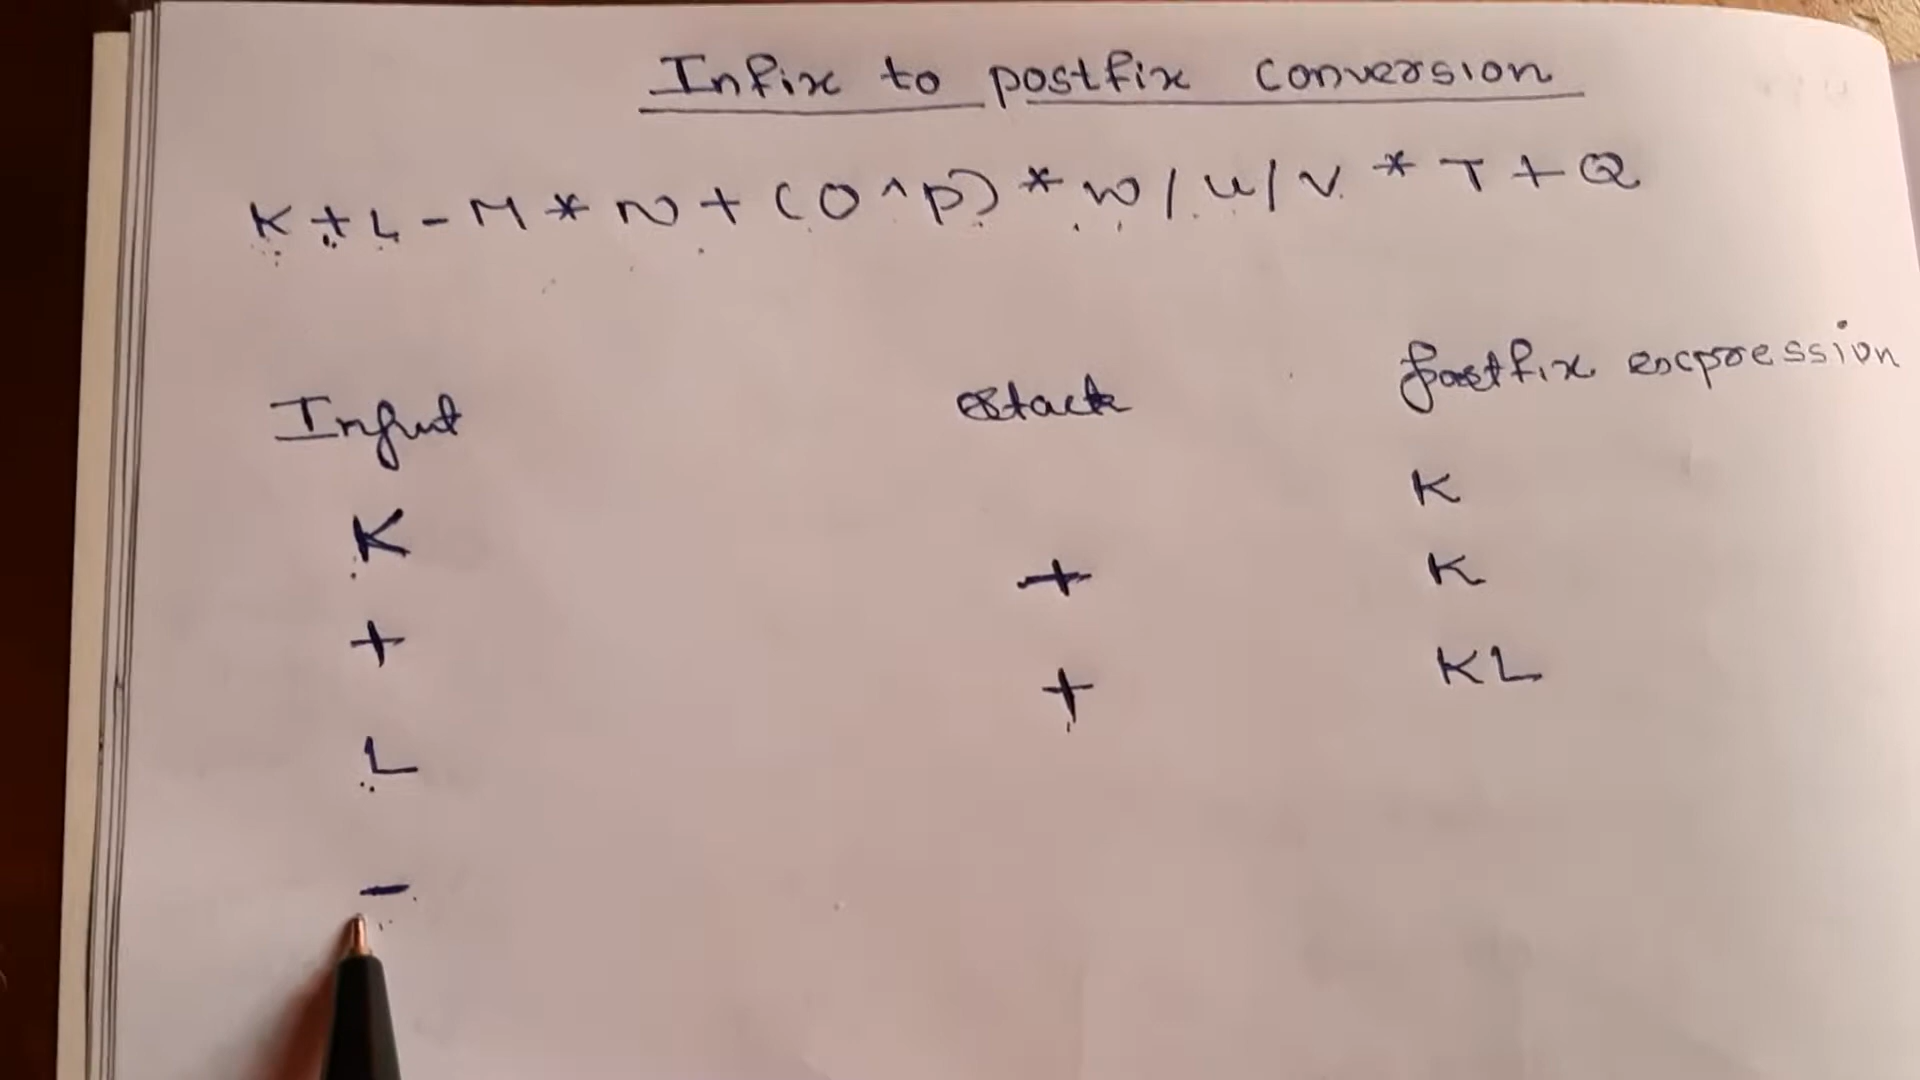 Infix to postfix conversion
K + L - M * N + (O ^ P) * W / U / V * T + Q
Input Stack Postfix expression
K K
+ + K
L + KL
-